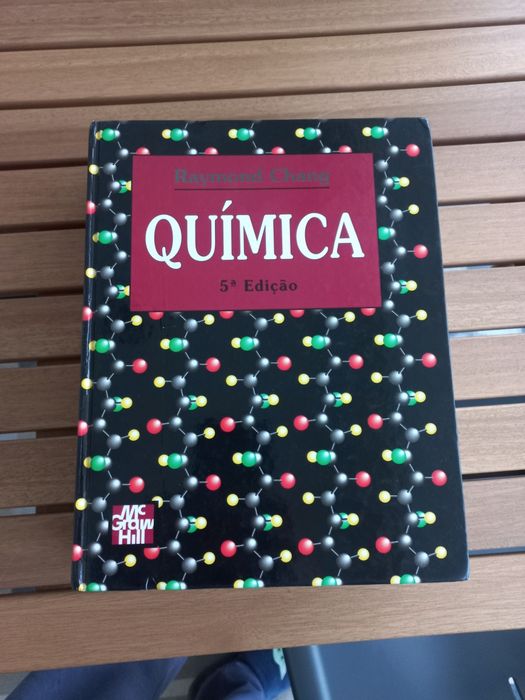 Raymond Chang
QUÍMICA
5ª Edição
Mc
Graw
Hill